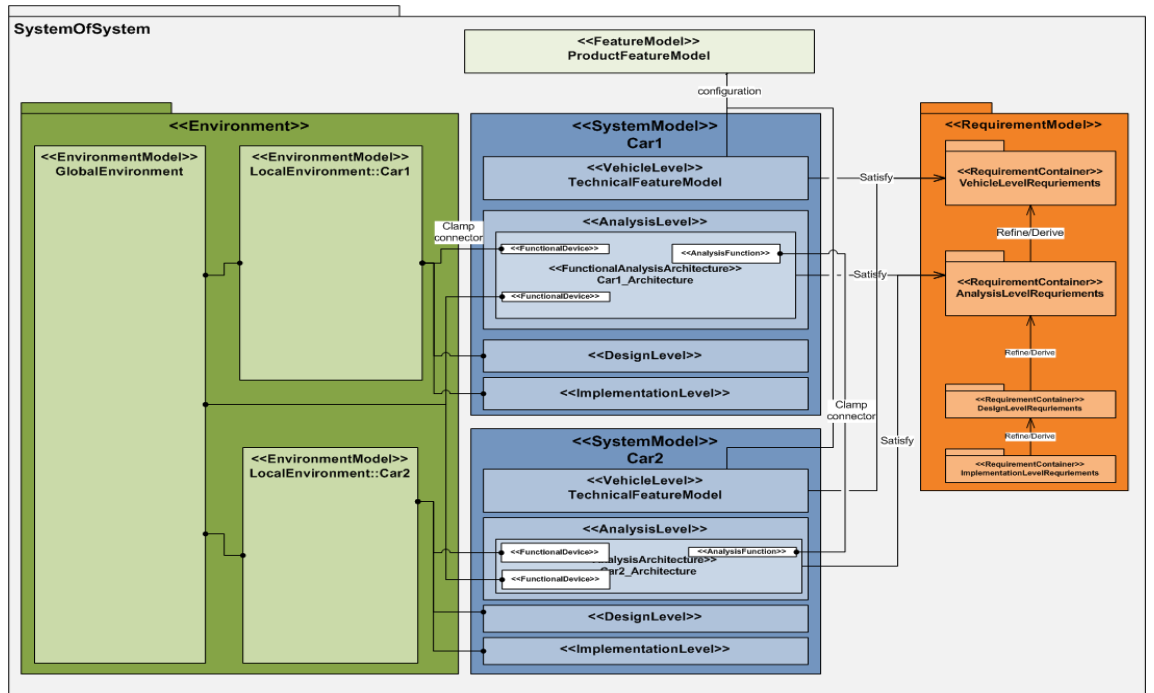 SystemOfSystem
<<FeatureModel>>
ProductFeatureModel
configuration
<<Environment>>
<<EnvironmentModel>>
GlobalEnvironment
<<EnvironmentModel>>
LocalEnvironment::Car1
<<EnvironmentModel>>
LocalEnvironment::Car2
Clamp
connector
<<SystemModel>>
Car1
<<VehicleLevel>>
TechnicalFeatureModel
<<AnalysisLevel>>
<<FunctionalDevice>>
<<AnalysisFunction>>
<<FunctionalAnalysisArchitecture>>
Car1_Architecture
<<FunctionalDevice>>
<<DesignLevel>>
<<ImplementationLevel>>
<<SystemModel>>
Car2
<<VehicleLevel>>
TechnicalFeatureModel
<<AnalysisLevel>>
<<FunctionalDevice>>
<<AnalysisFunction>>
AnalysisArchitecture>>
Car2_Architecture
<<FunctionalDevice>>
<<DesignLevel>>
<<ImplementationLevel>>
Satisfy
Satisfy
Clamp
connector
Satisfy
<<RequirementModel>>
<<RequirementContainer>>
VehicleLevelRequriements
Refine/Derive
<<RequirementContainer>>
AnalysisLevelRequriements
Refine/Derive
<<RequirementContainer>>
DesignLevelRequriements
Refine/Derive
<<RequirementContainer>>
ImplementationLevelRequriements